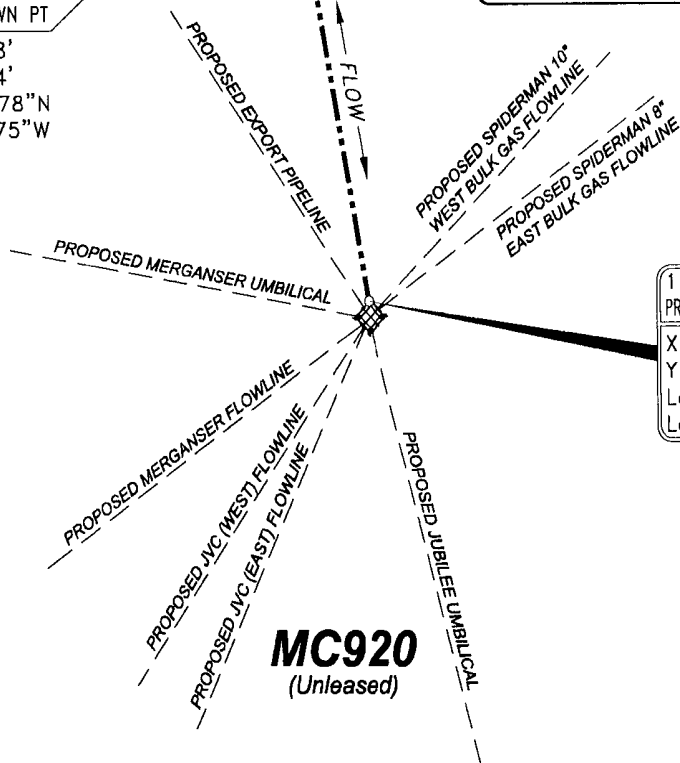 WN PT
3'
4'
78"N
75"W
FLOW
PROPOSED EXPORT PIPELINE
PROPOSED SPIDERMAN 10"
WEST BULK GAS FLOWLINE
PROPOSED SPIDERMAN 8"
EAST BULK GAS FLOWLINE
PROPOSED MERGANSER UMBILICAL
1
PR
X
Y
L
L
PROPOSED MERGANSER FLOWLINE
PROPOSED JVC (WEST) FLOWLINE
PROPOSED JVC (EAST) FLOWLINE
PROPOSED JUBILEE UMBILICAL
MC920
(Unleased)